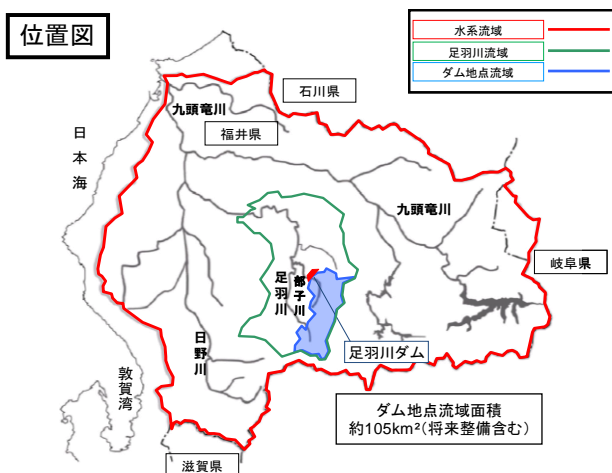 位置図
水系流域
足羽川流域
ダム地点流域
石川県
九頭竜川
福井県
日本海
九頭竜川
岐阜県
足羽川
部子川
日野川
足羽川ダム
敦賀湾
ダム地点流域面積
約105km²(将来整備含む)
滋賀県